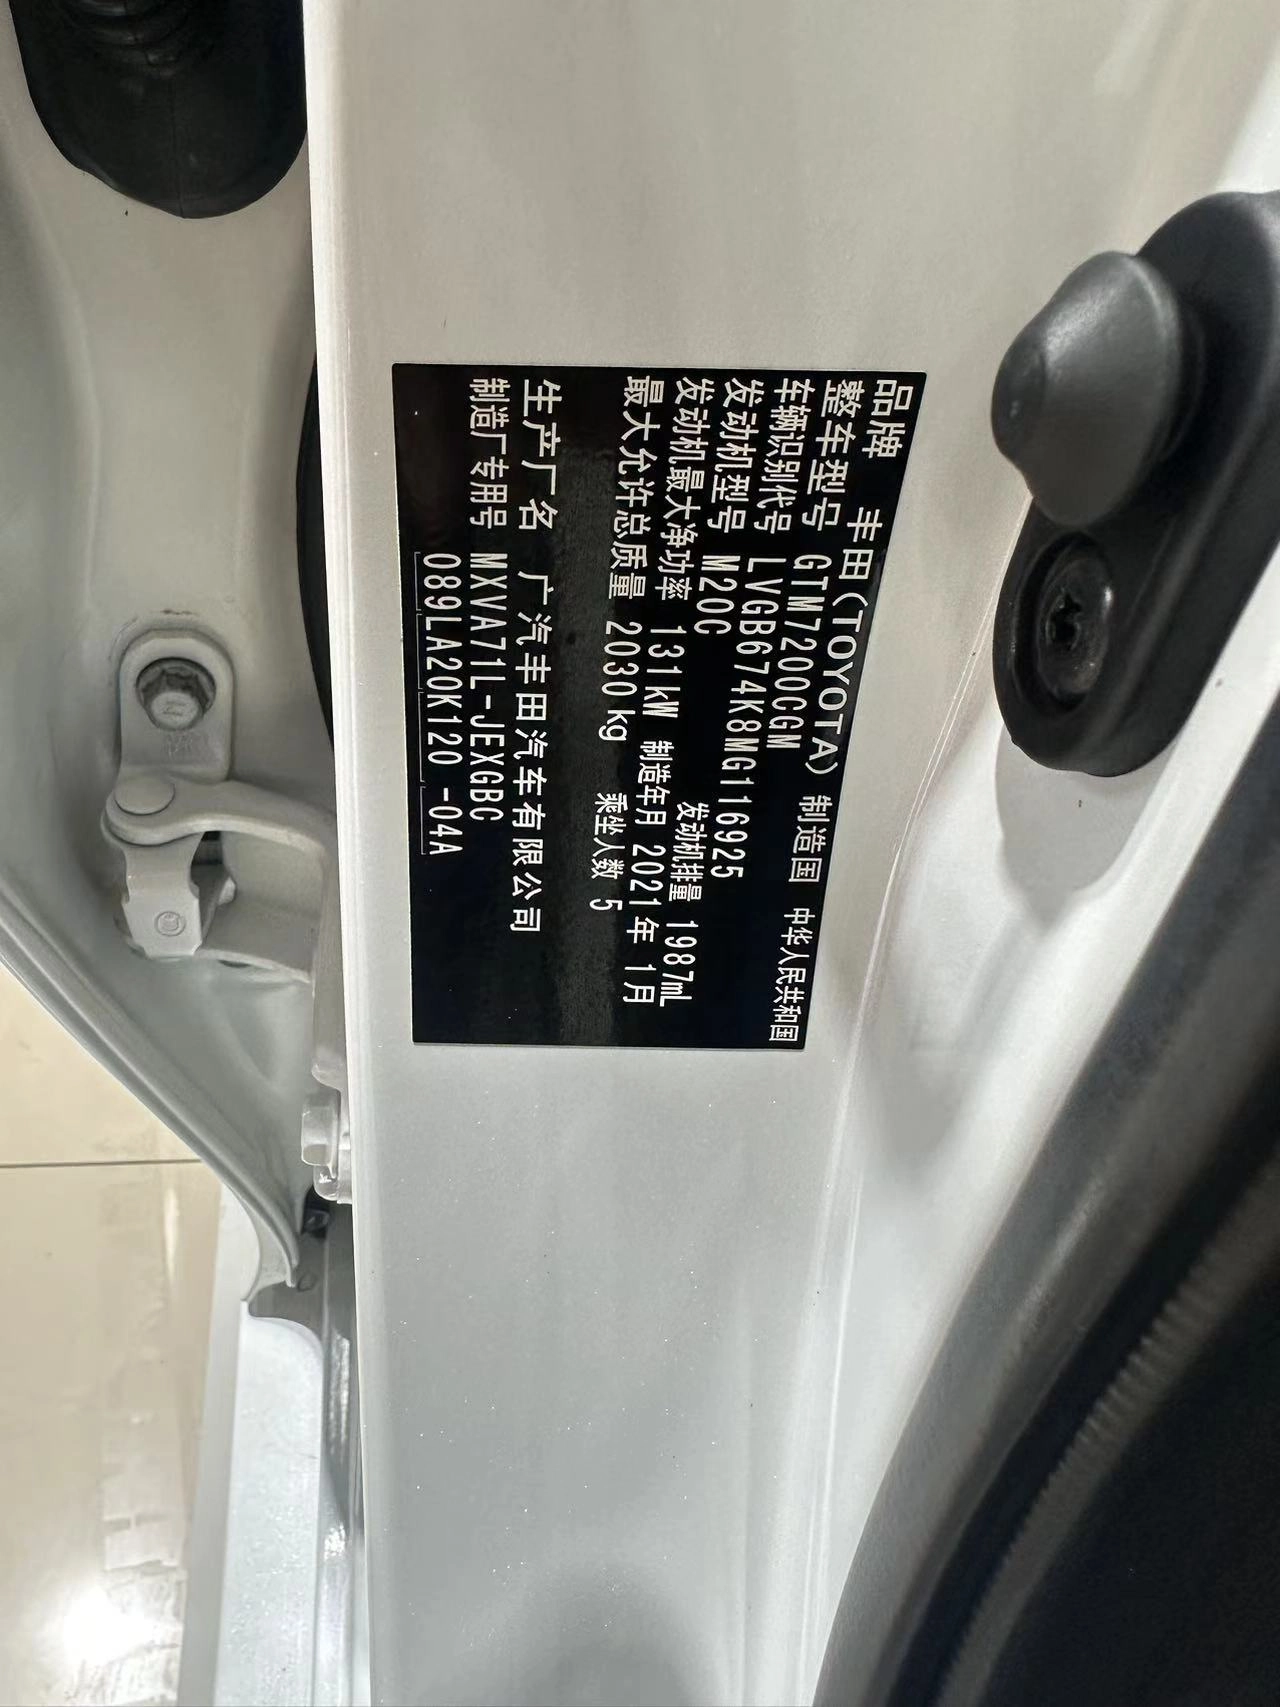 品牌 丰田(TOYOTA) 制造国 中华人民共和国
整车型号 GTM7200CGM
车辆识别代号 LVGB674K8MG116925
发动机型号 M20C 发动机排量 1987mL
发动机最大净功率 131kW 制造年月 2021年 1月
最大允许总质量 2030kg 乘坐人数 5
生产厂名 广汽丰田汽车有限公司
制造厂专用号 MXVA71L-JEXGBC
089LA20K120 -04A